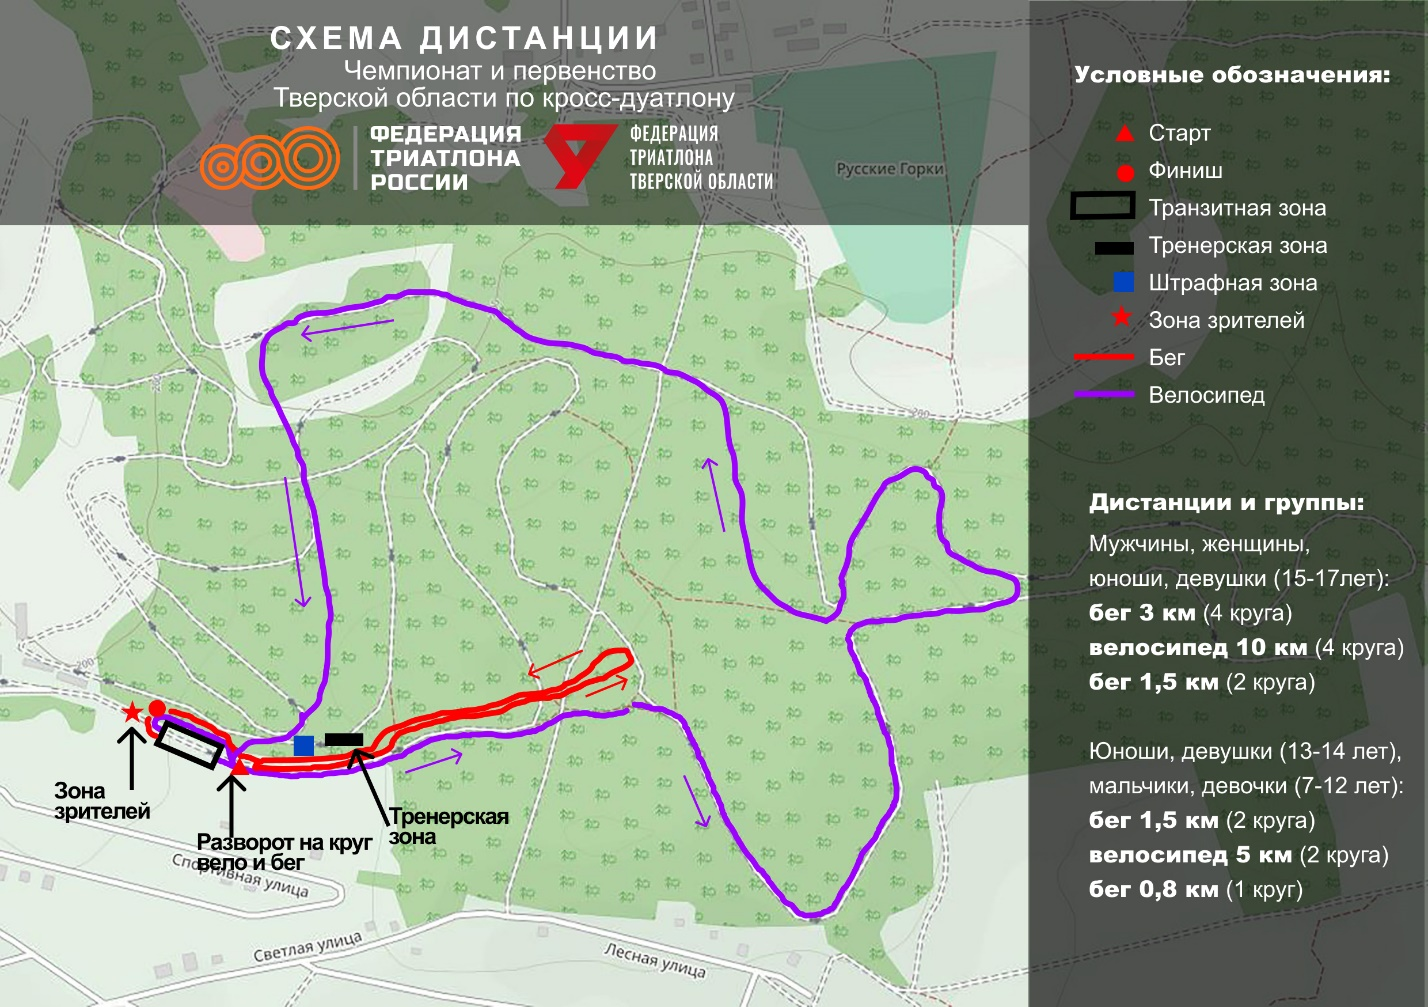 СХЕМА ДИСТАНЦИИ
Чемпионат и первенство
Тверской области по кросс-дуатлону
ФЕДЕРАЦИЯ
ТРИАТЛОНА
РОССИИ
ФЕДЕРАЦИЯ
ТРИАТЛОНА
ТВЕРСКОЙ ОБЛАСТИ
Русские Горки
200
200
Зона
зрителей
Разворот на круг
вело и бег
Тренерская
зона
Спортивная улица
Светлая улица
Лесная улица
Условные обозначения:
Старт
Финиш
Транзитная зона
Тренерская зона
Штрафная зона
Зона зрителей
Бег
Велосипед
Дистанции и группы:
Мужчины, женщины,
юноши, девушки (15-17лет):
бег 3 км (4 круга)
велосипед 10 км (4 круга)
бег 1,5 км (2 круга)
Юноши, девушки (13-14 лет),
мальчики, девочки (7-12 лет):
бег 1,5 км (2 круга)
велосипед 5 км (2 круга)
бег 0,8 км (1 круг)